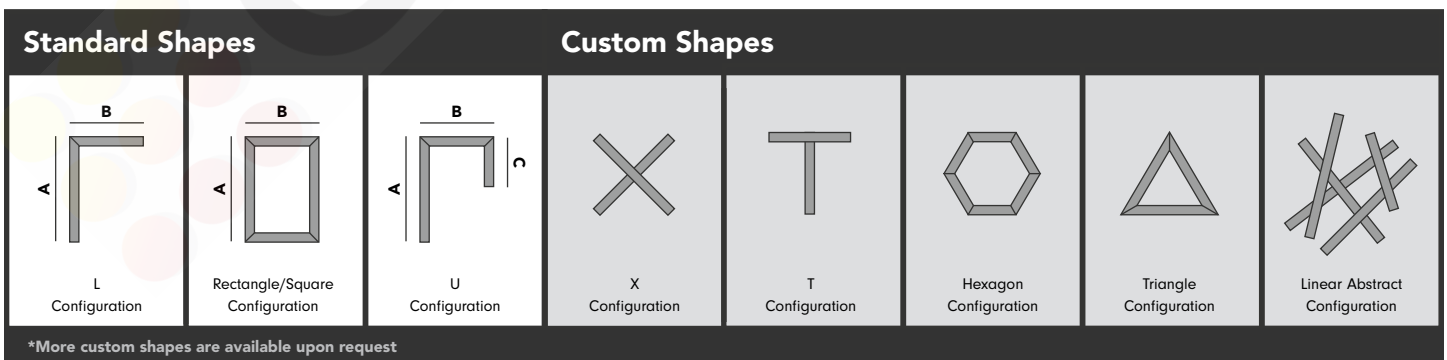 Standard Shapes
Custom Shapes
B
A
L
Configuration
B
A
Rectangle/Square
Configuration
B
A
C
U
Configuration
X
Configuration
T
Configuration
Hexagon
Configuration
Triangle
Configuration
Linear Abstract
Configuration
*More custom shapes are available upon request